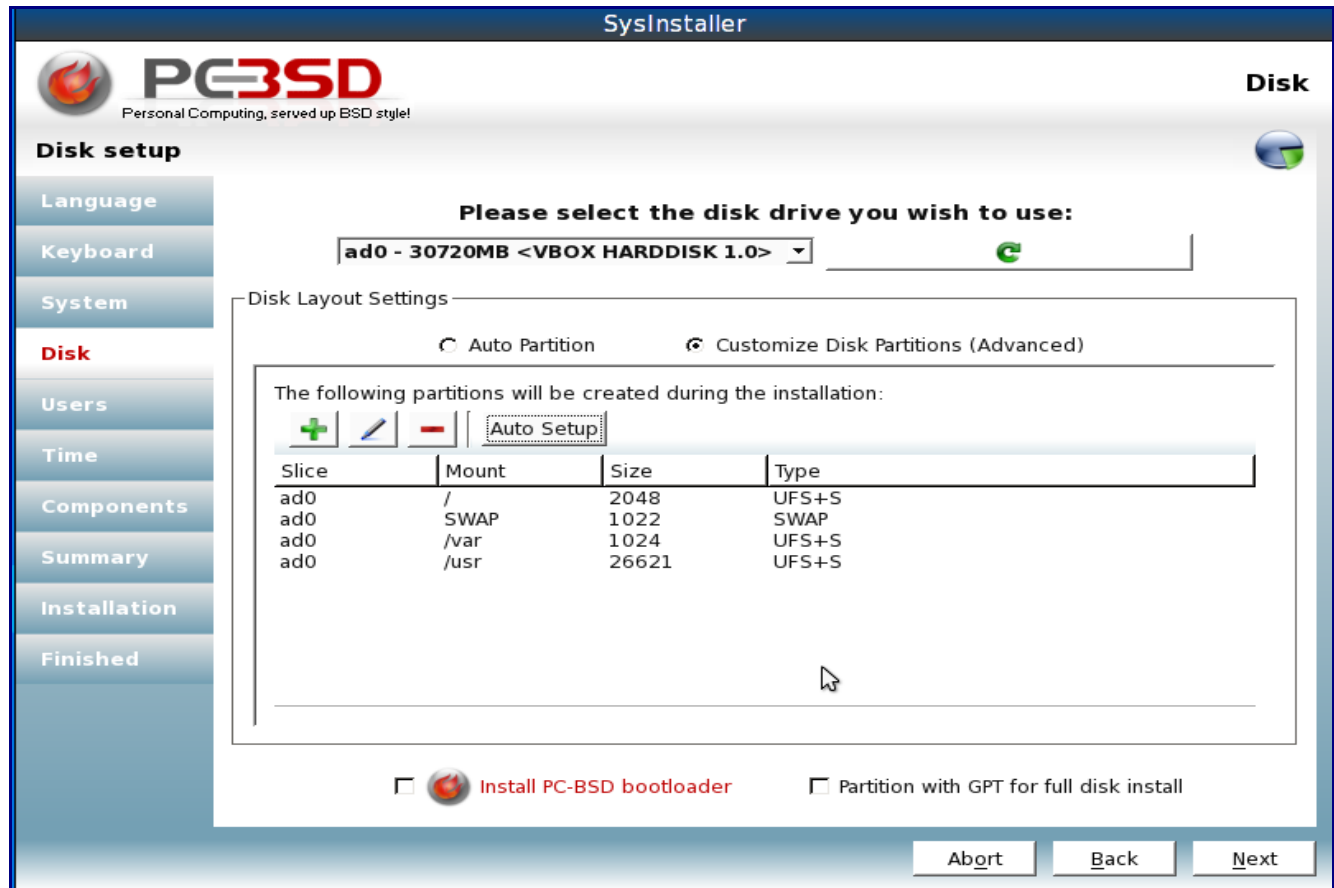 SysInstaller
PC-BSD
Personal Computing, served up BSD style!
Disk
Disk setup
Language
Keyboard
System
Disk
Users
Time
Components
Summary
Installation
Finished
Please select the disk drive you wish to use:
ad0 - 30720MB <VBOX HARDDISK 1.0>
Disk Layout Settings
Auto Partition Customize Disk Partitions (Advanced)
The following partitions will be created during the installation:
Auto Setup
Slice Mount Size Type
ad0 / 2048 UFS+S
ad0 SWAP 1022 SWAP
ad0 /var 1024 UFS+S
ad0 /usr 26621 UFS+S
Install PC-BSD bootloader Partition with GPT for full disk install
Abort Back Next